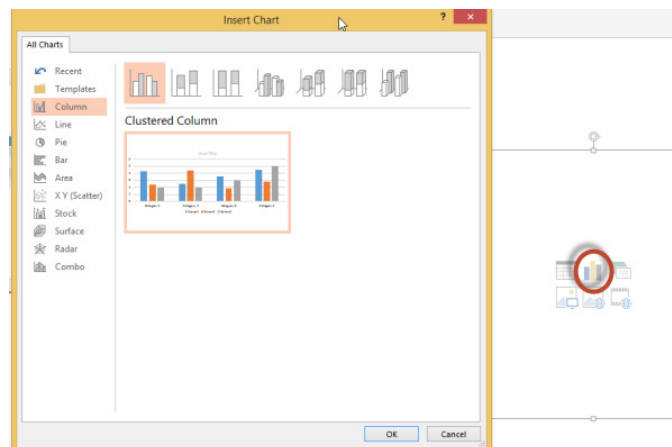 Insert Chart
?
All Charts
Recent
Templates
Column
Line
Pie
Bar
Area
X Y (Scatter)
Stock
Surface
Radar
Combo
Clustered Column
OK
Cancel